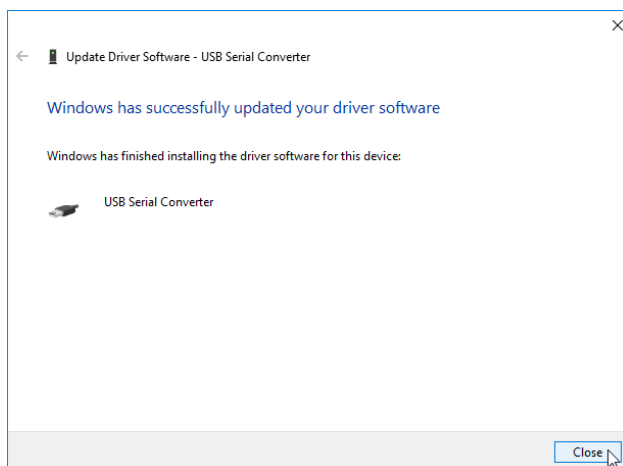 Update Driver Software - USB Serial Converter
Windows has successfully updated your driver software
Windows has finished installing the driver software for this device:
USB Serial Converter
Close